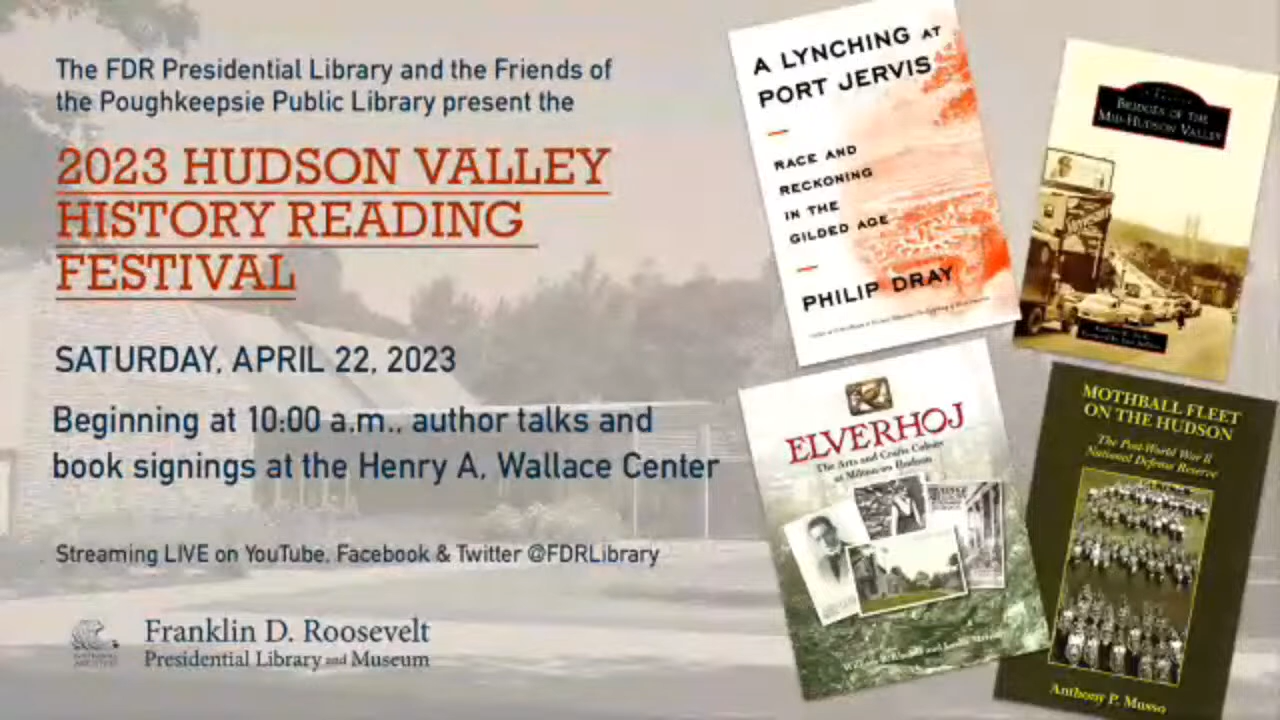 The FDR Presidential Library and the Friends of
the Poughkeepsie Public Library present the
2023 HUDSON VALLEY
HISTORY READING
FESTIVAL
SATURDAY, APRIL 22, 2023
Beginning at 10:00 a.m., author talks and
book signings at the Henry A. Wallace Center
Streaming LIVE on YouTube, Facebook & Twitter @FDRLibrary
Franklin D. Roosevelt
Presidential Library and Museum
A LYNCHING AT
PORT JERVIS
RACE AND
RECKONING
IN THE
GILDED AGE
PHILIP DRAY
BRIDGES OF THE
MID-HUDSON VALLEY
ELVERHOJ
The Arts and Crafts Colony
at Milton-on-Hudson
MOTHBALL FLEET
ON THE HUDSON
The Post-World War II
National Defense Reserve
Anthony P. Musso